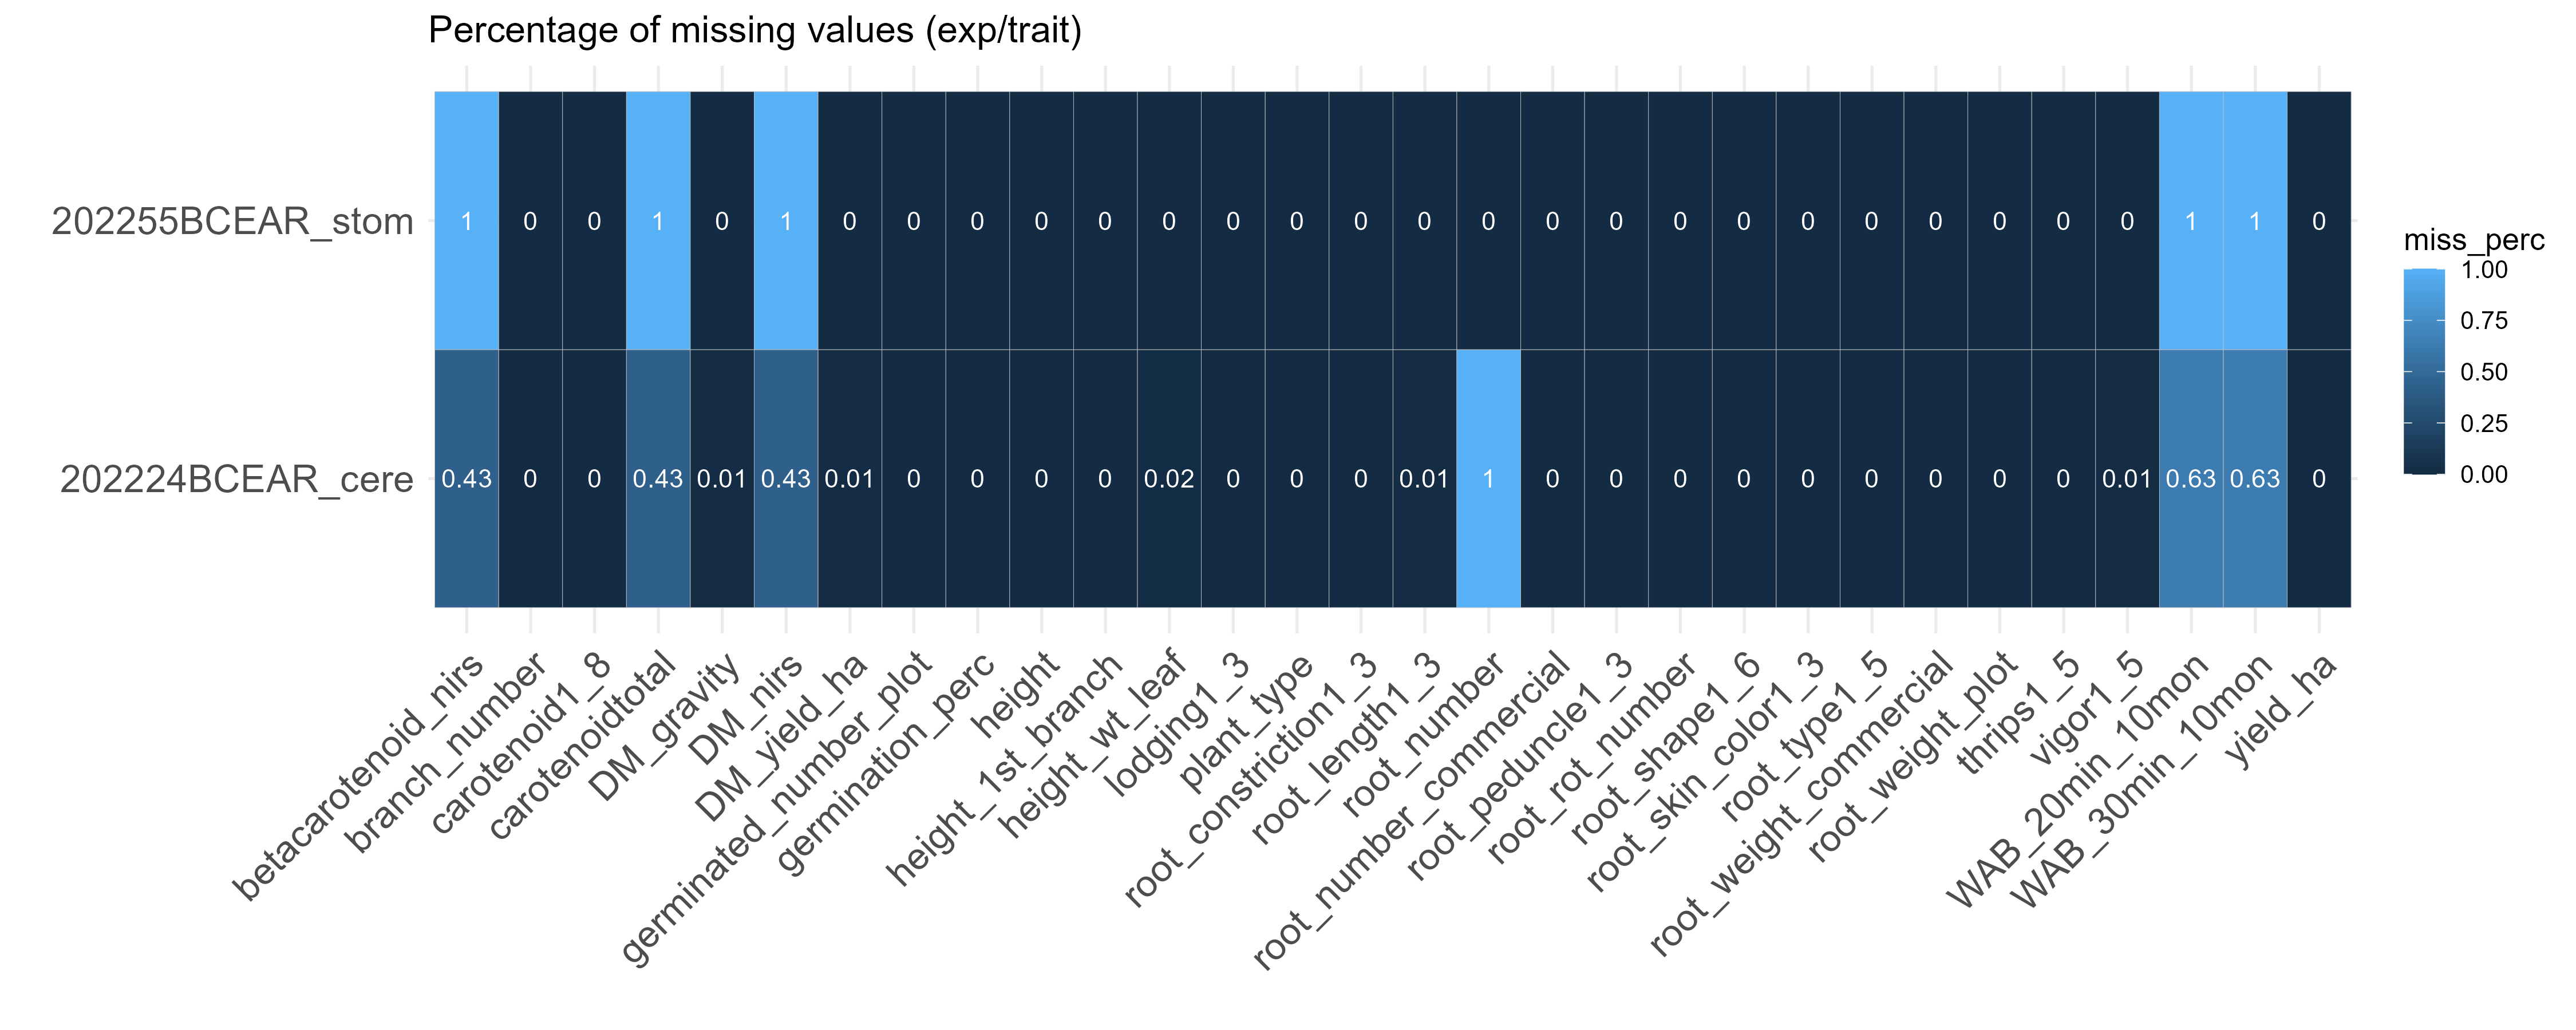 Percentage of missing values (exp/trait)
202255BCEAR_stom
1 0 0 1 0 1 0 0 0 0 0 0 0 0 0 0 0 0 0 0 0 0 0 0 0 0 0 1 1 0
202224BCEAR_cere
0.43 0 0 0.43 0.01 0.43 0.01 0 0 0 0 0.02 0 0 0 0.01 1 0 0 0 0 0 0 0 0 0 0.01 0.63 0.63 0
betacarotenoid_nirs
branch_number
carotenoid1_8
carotenoidtotal
DM_gravity
DM_nirs
DM_yield_ha
germinated_number_plot
germination_perc
height
height_1st_branch
height_wt_leaf
lodging1_3
plant_type
root_constriction1_3
root_length1_3
root_number
root_number_commercial
root_peduncle1_3
root_rot_number
root_shape1_6
root_skin_color1_3
root_type1_5
root_weight_commercial
root_weight_plot
thrips1_5
vigor1_5
WAB_20min_10mon
WAB_30min_10mon
yield_ha
miss_perc
1.00
0.75
0.50
0.25
0.00